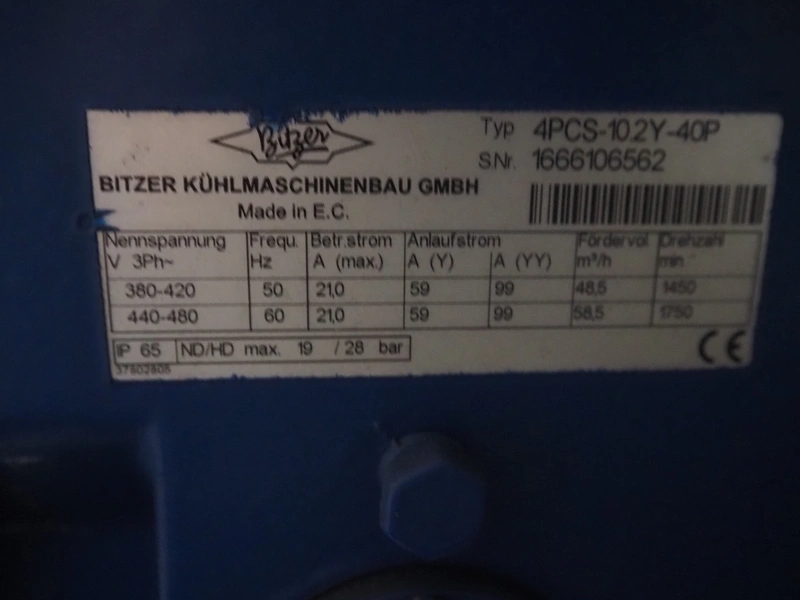 Bitzer
Typ 4PCS-10.2Y-40P
S.Nr. 1666106562
BITZER KÜHLMASCHINENBAU GMBH
Made in E.C.
Nennspannung Frequ. Betr.strom Anlaufstrom Fördervol. Drehzahl
V 3Ph~ Hz A (max.) A (Y) A (YY) m³/h min
380-420 50 21,0 59 99 48,5 1450
440-480 60 21,0 59 99 58,5 1750
IP 65 ND/HD max. 19 / 28 bar
CE
37802805